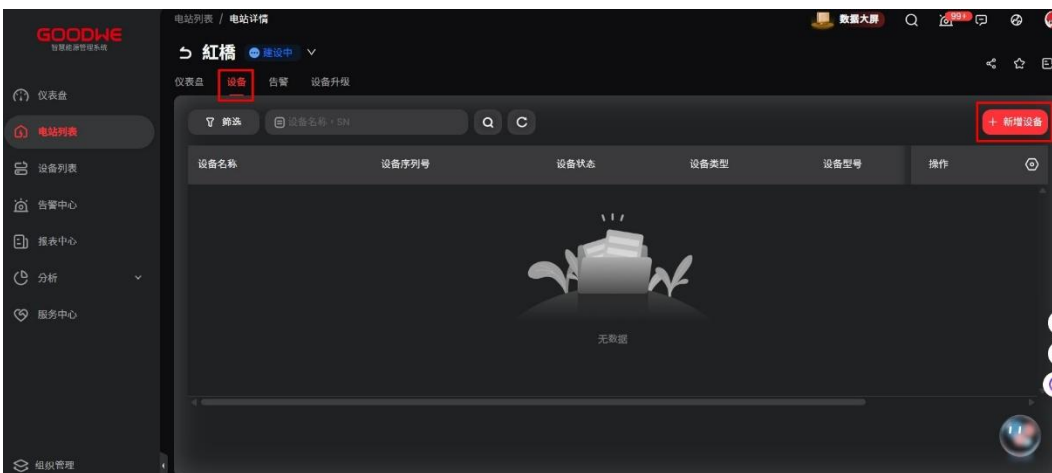 GOODWE
智慧能源管理系统
仪表盘
电站列表
设备列表
告警中心
报表中心
分析
服务中心
组织管理
电站列表 / 电站详情
数据大屏
99+
紅橋 建设中
仪表盘 设备 告警 设备升级
筛选 设备名称、SN
+ 新增设备
设备名称 设备序列号 设备状态 设备类型 设备型号 操作
无数据